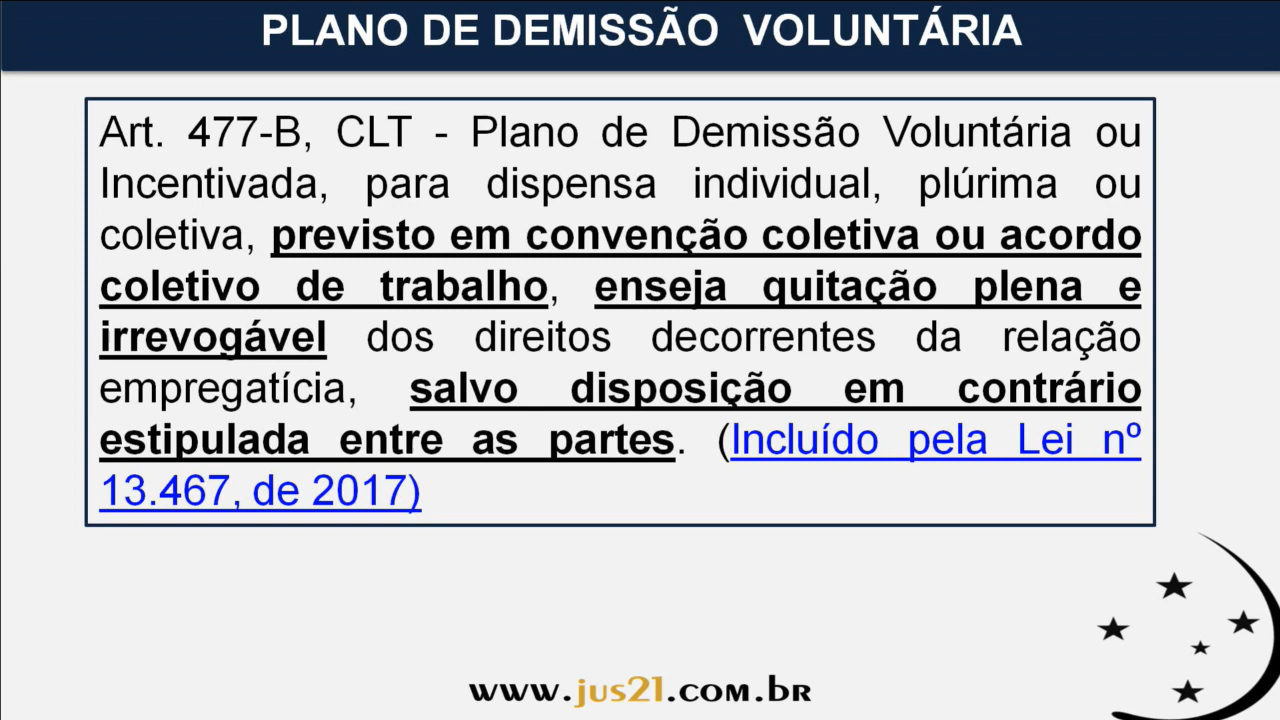 PLANO DE DEMISSÃO VOLUNTÁRIA
Art. 477-B, CLT - Plano de Demissão Voluntária ou
Incentivada, para dispensa individual, plúrima ou
coletiva, previsto em convenção coletiva ou acordo
coletivo de trabalho, enseja quitação plena e
irrevogável dos direitos decorrentes da relação
empregatícia, salvo disposição em contrário
estipulada entre as partes. (Incluído pela Lei nº
13.467, de 2017)
www.jus21.com.br